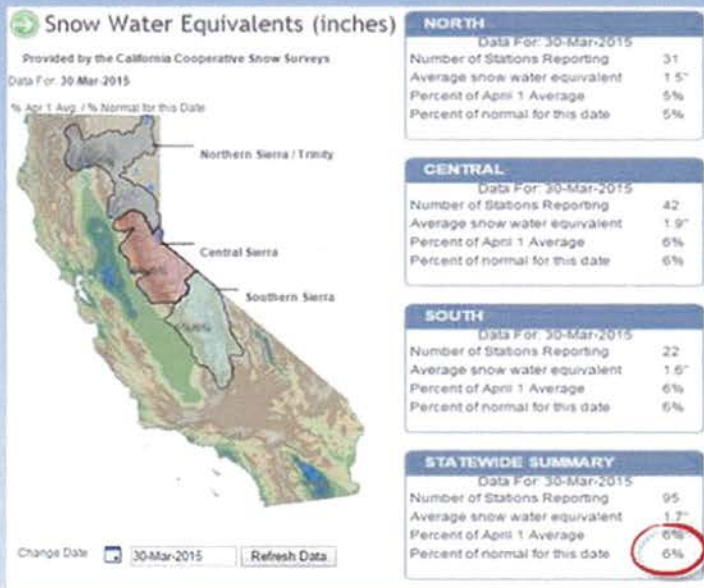 Snow Water Equivalents (inches)
Provided by the California Cooperative Snow Surveys
Data For: 30-Mar-2015
% Apr 1 Avg. / % Normal for this Date
Northern Sierra / Trinity
Central Sierra
Southern Sierra
Change Date
30-Mar-2015
Refresh Data
NORTH
Data For: 30-Mar-2015
Number of Stations Reporting 31
Average snow water equivalent 1.5"
Percent of April 1 Average 5%
Percent of normal for this date 5%
CENTRAL
Data For: 30-Mar-2015
Number of Stations Reporting 42
Average snow water equivalent 1.9"
Percent of April 1 Average 6%
Percent of normal for this date 6%
SOUTH
Data For: 30-Mar-2015
Number of Stations Reporting 22
Average snow water equivalent 1.6"
Percent of April 1 Average 6%
Percent of normal for this date 6%
STATEWIDE SUMMARY
Data For: 30-Mar-2015
Number of Stations Reporting 95
Average snow water equivalent 1.7"
Percent of April 1 Average 6%
Percent of normal for this date 6%